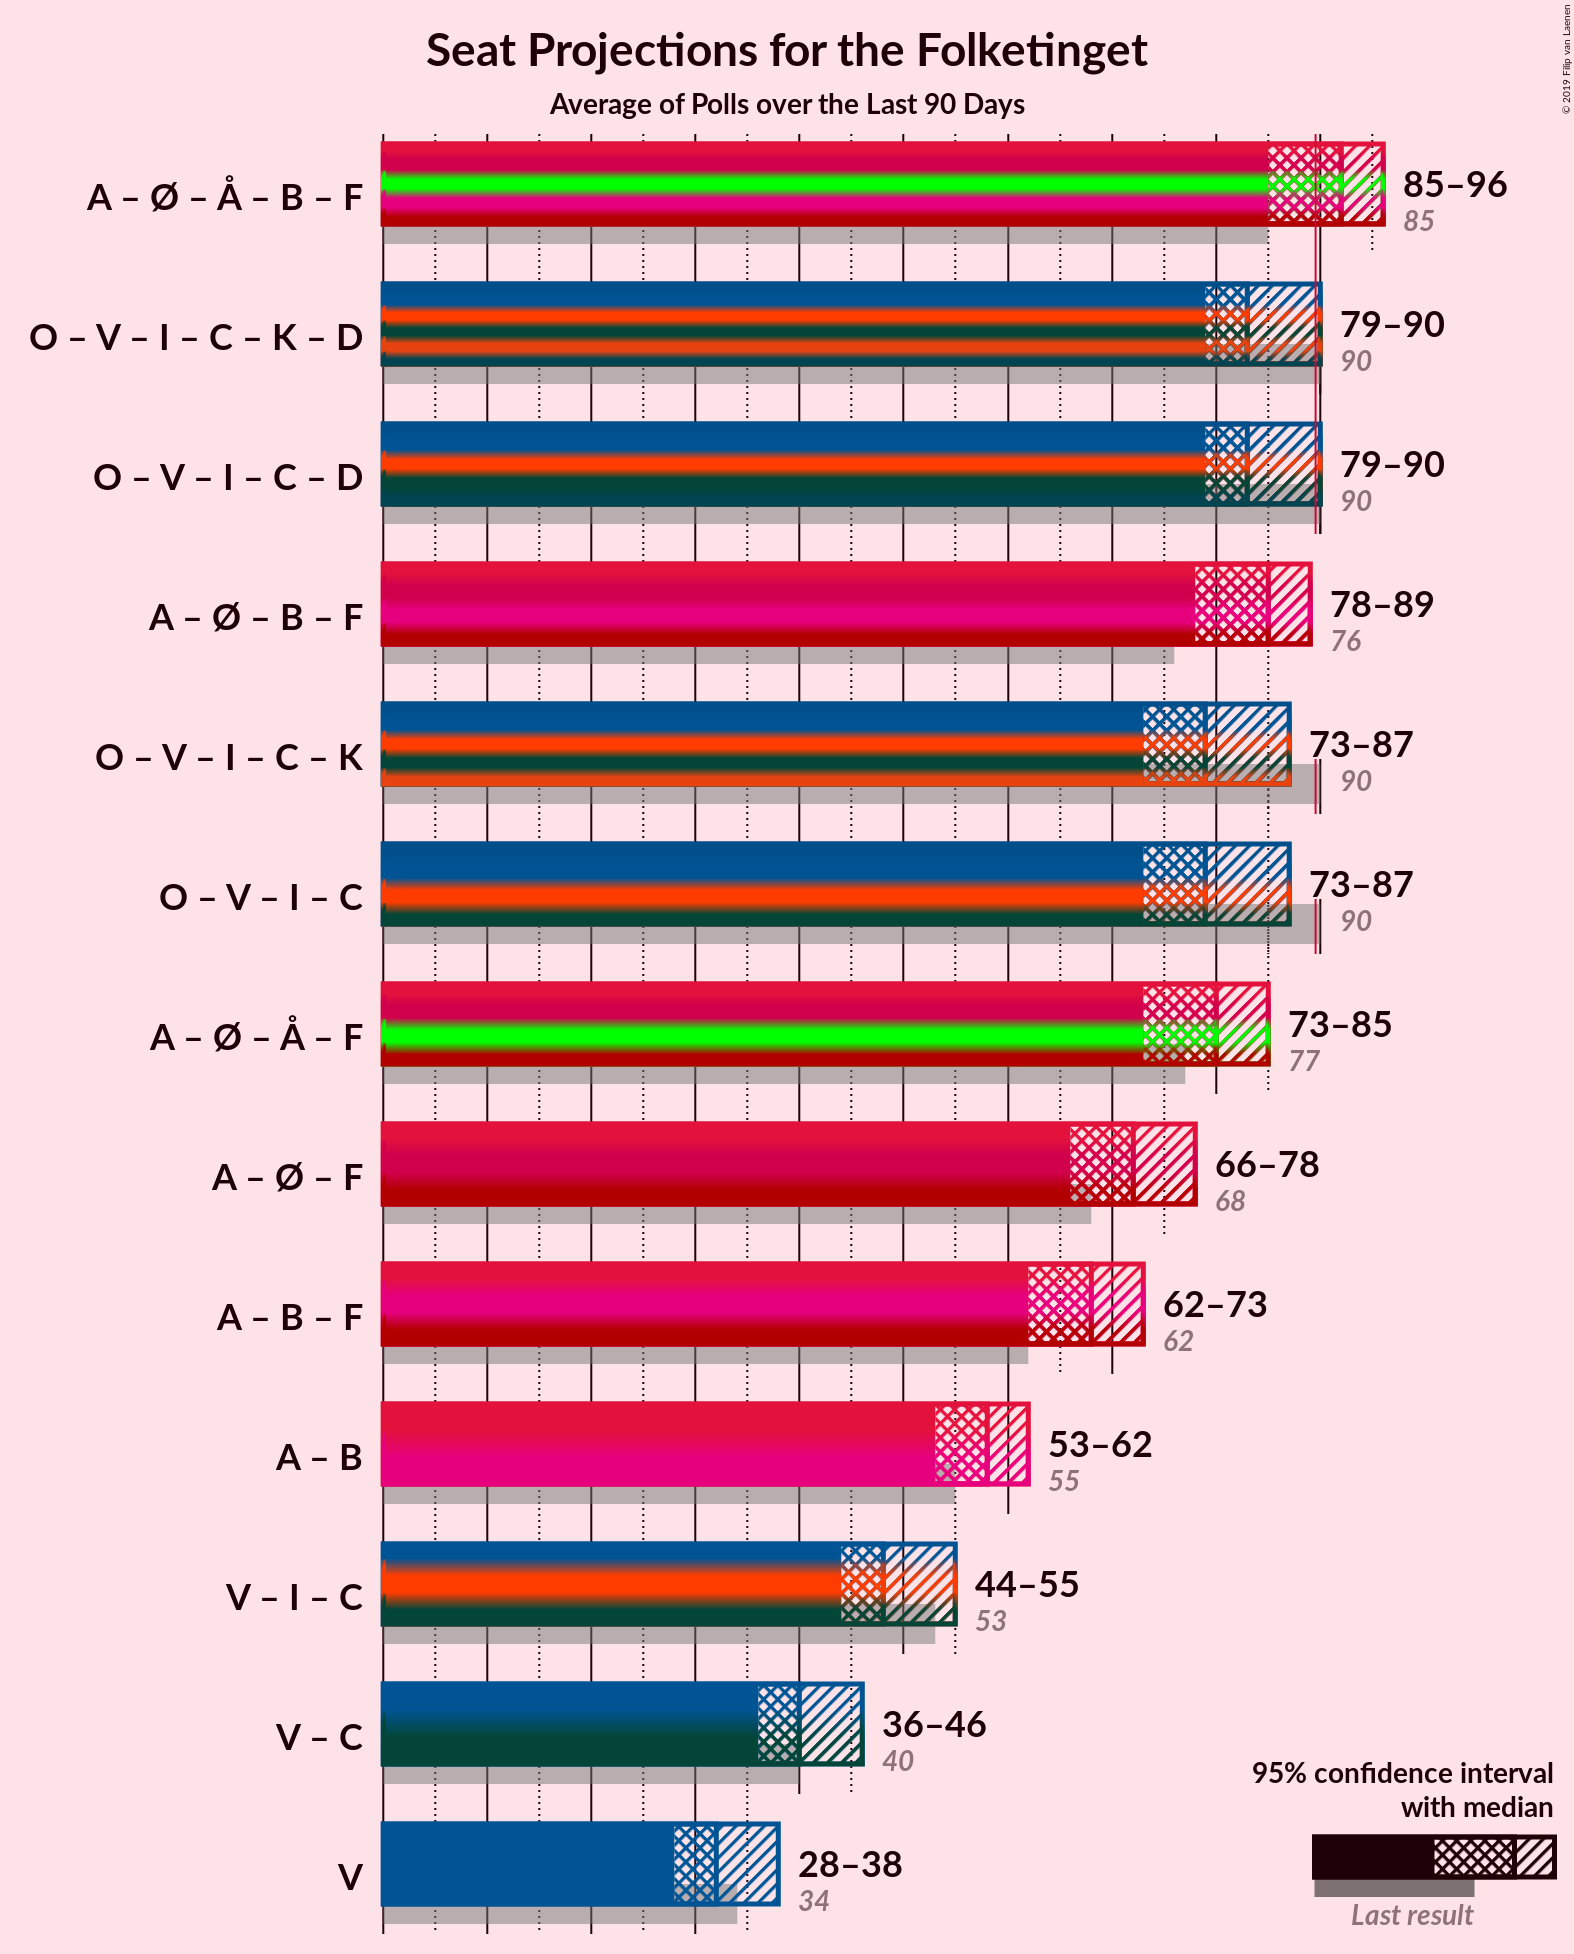 Seat Projections for the Folketinget
Average of Polls over the Last 90 Days
© 2019 Filip van Laenen
A – Ø – Å – B – F
85–96
85
O – V – I – C – K – D
79–90
90
O – V – I – C – D
79–90
90
A – Ø – B – F
78–89
76
O – V – I – C – K
73–87
90
O – V – I – C
73–87
90
A – Ø – Å – F
73–85
77
A – Ø – F
66–78
68
A – B – F
62–73
62
A – B
53–62
55
V – I – C
44–55
53
V – C
36–46
40
V
28–38
34
95% confidence interval
with median
Last result